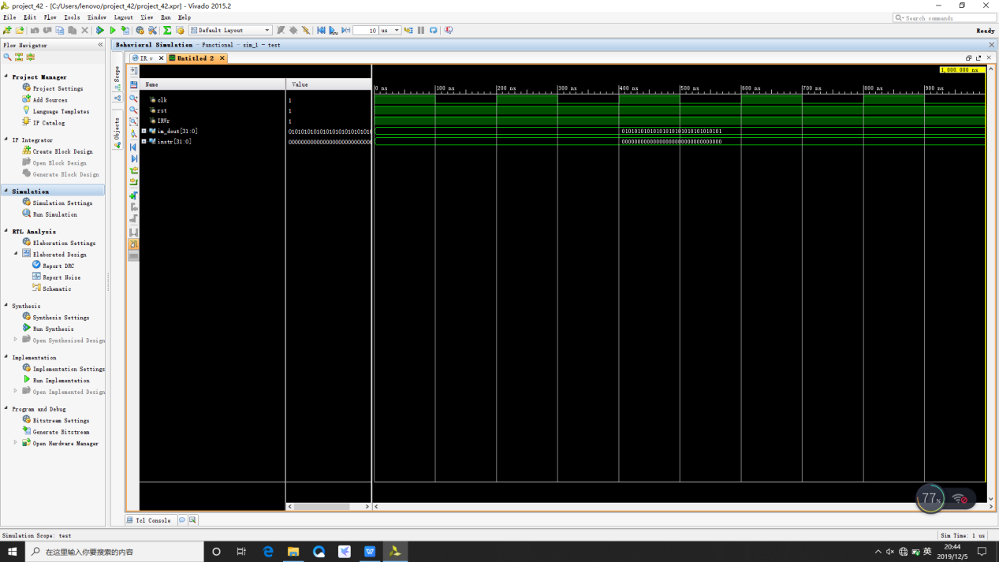 project_42 - [C:/Users/lenovo/project_42/project_42.xpr] - Vivado 2015.2
File Edit Flow Tools Window Layout View Run Help
Search commands
Default Layout
10 us
Ready
Flow Navigator
Behavioral Simulation - Functional - sim_1 - test
IR.v
Untitled 2
Project Manager
Project Settings
Add Sources
Language Templates
IP Catalog
IP Integrator
Create Block Design
Open Block Design
Generate Block Design
Simulation
Simulation Settings
Run Simulation
RTL Analysis
Elaboration Settings
Elaborated Design
Report DRC
Report Noise
Schematic
Synthesis
Synthesis Settings
Run Synthesis
Open Synthesized Design
Implementation
Implementation Settings
Run Implementation
Open Implemented Design
Program and Debug
Bitstream Settings
Generate Bitstream
Open Hardware Manager
Scope
Objects
Name Value
1,000.000 ns
0 ns 100 ns 200 ns 300 ns 400 ns 500 ns 600 ns 700 ns 800 ns 900 ns
clk 1
rst 1
IRWr 1
im_dout[31:0]
instr[31:0]
77%
Tcl Console
Simulation Scope: test
Sim Time: 1 us
在这里输入你要搜索的内容
英
20:44
2019/12/5